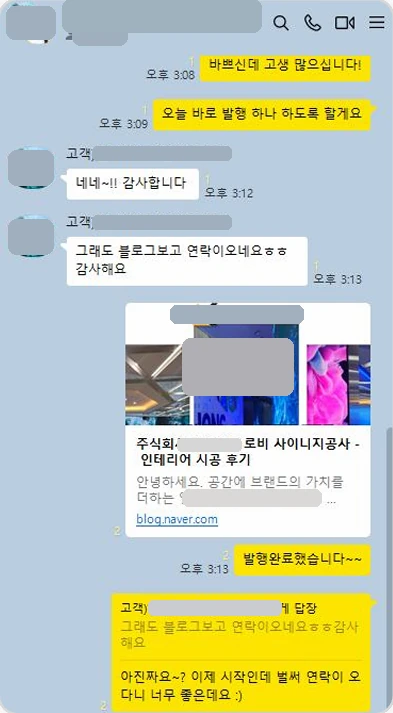 바쁘신데 고생 많으십니다!
오후 3:08
1
오늘 바로 발행 하나 하도록 할게요
오후 3:09
고객)
네네~!! 감사합니다
1
오후 3:12
고객)
그래도 블로그보고 연락이오네요ㅎㅎ
감사해요
1
오후 3:13
주식회 로비 사이니지공사 -
인테리어 시공 후기
안녕하세요. 공간에 브랜드의 가치를
더하는 ...
blog.naver.com
2
2
발행완료했습니다~~
오후 3:13
고객) 게 답장
그래도 블로그보고 연락이오네요ㅎㅎ감사
해요
아진짜요~? 이제 시작인데 벌써 연락이 오
다니 너무 좋은데요 :)
2